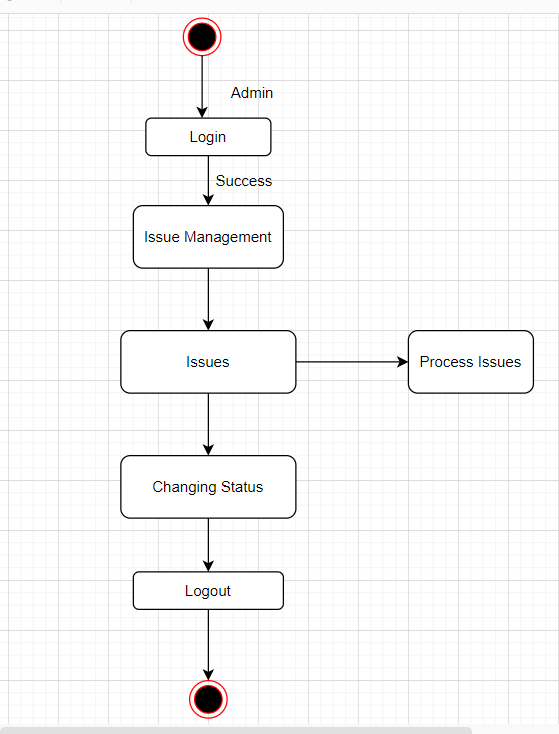 Admin
Login
Success
Issue Management
Issues
Process Issues
Changing Status
Logout